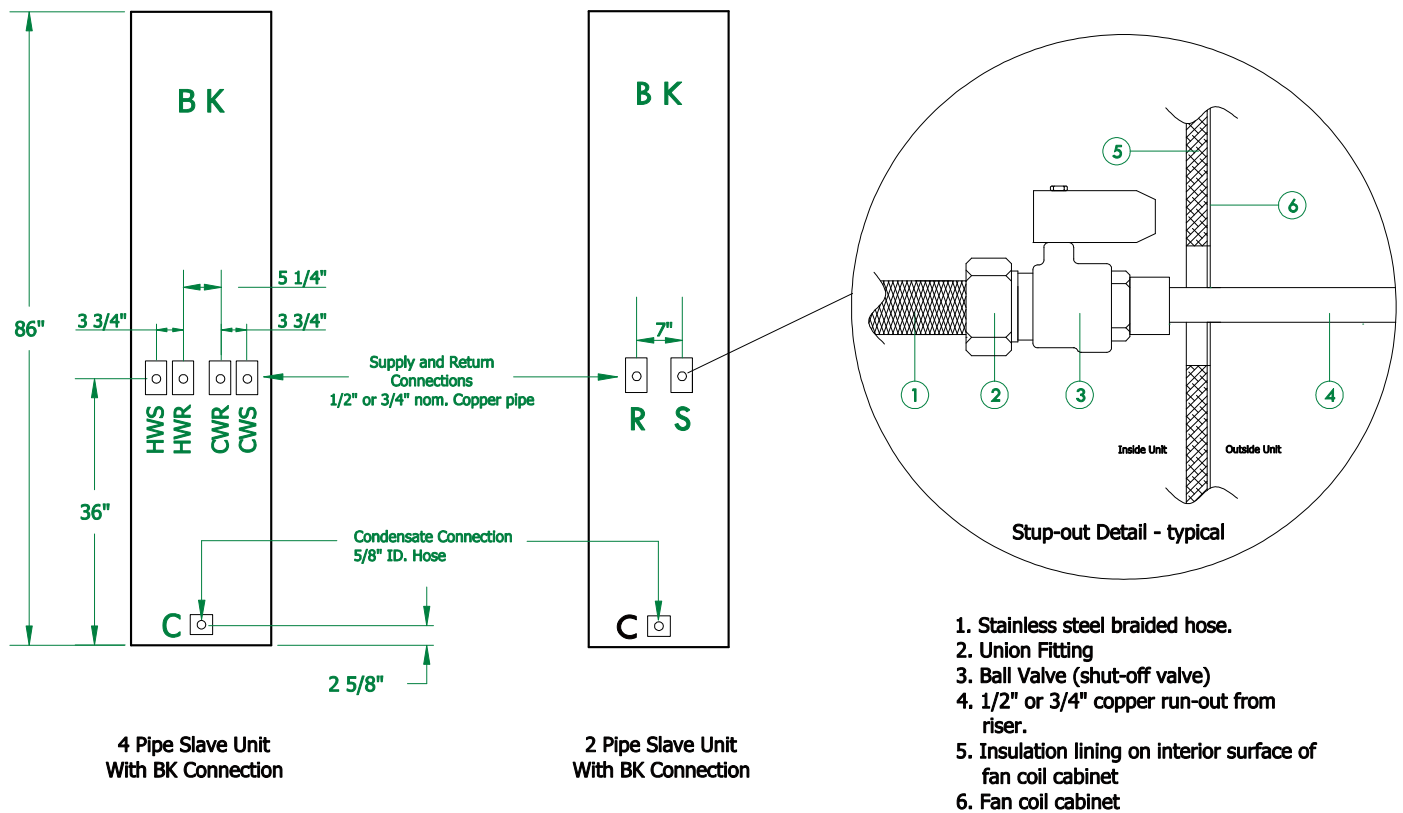 B K
5 1/4"
3 3/4"
3 3/4"
86"
HWS
HWR
CWR
CWS
36"
C
2 5/8"
4 Pipe Slave Unit
With BK Connection
Supply and Return
Connections
1/2" or 3/4" nom. Copper pipe
Condensate Connection
5/8" ID. Hose
B K
7"
R
S
C
2 Pipe Slave Unit
With BK Connection
5
6
1
2
3
4
Inside Unit
Outside Unit
Stup-out Detail - typical
1. Stainless steel braided hose.
2. Union Fitting
3. Ball Valve (shut-off valve)
4. 1/2" or 3/4" copper run-out from
riser.
5. Insulation lining on interior surface of
fan coil cabinet
6. Fan coil cabinet